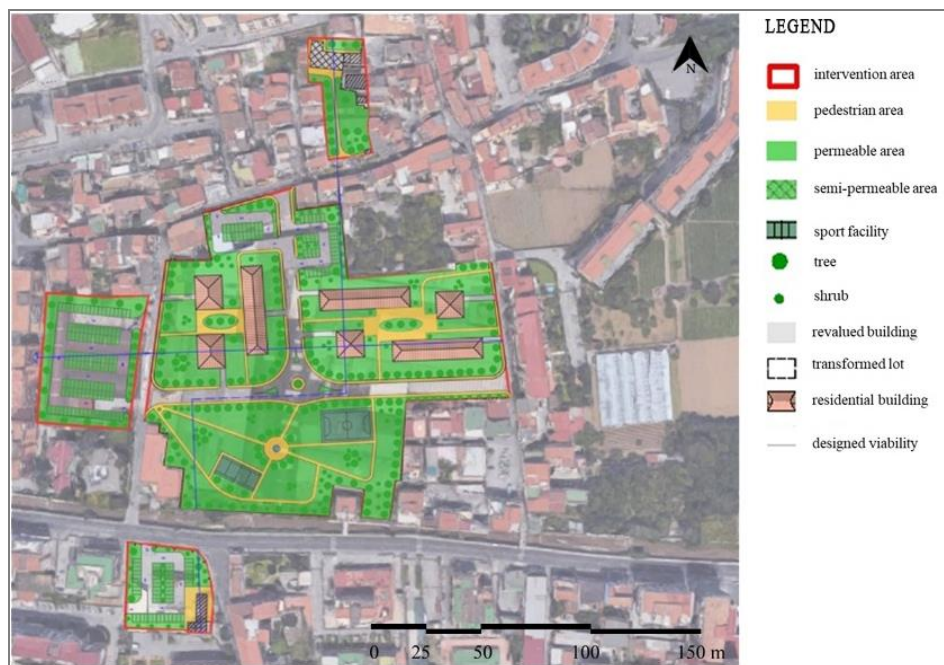 LEGEND
N
intervention area
pedestrian area
permeable area
semi-permeable area
sport facility
tree
shrub
revalued building
transformed lot
residential building
designed viability
0 25 50 100 150 m